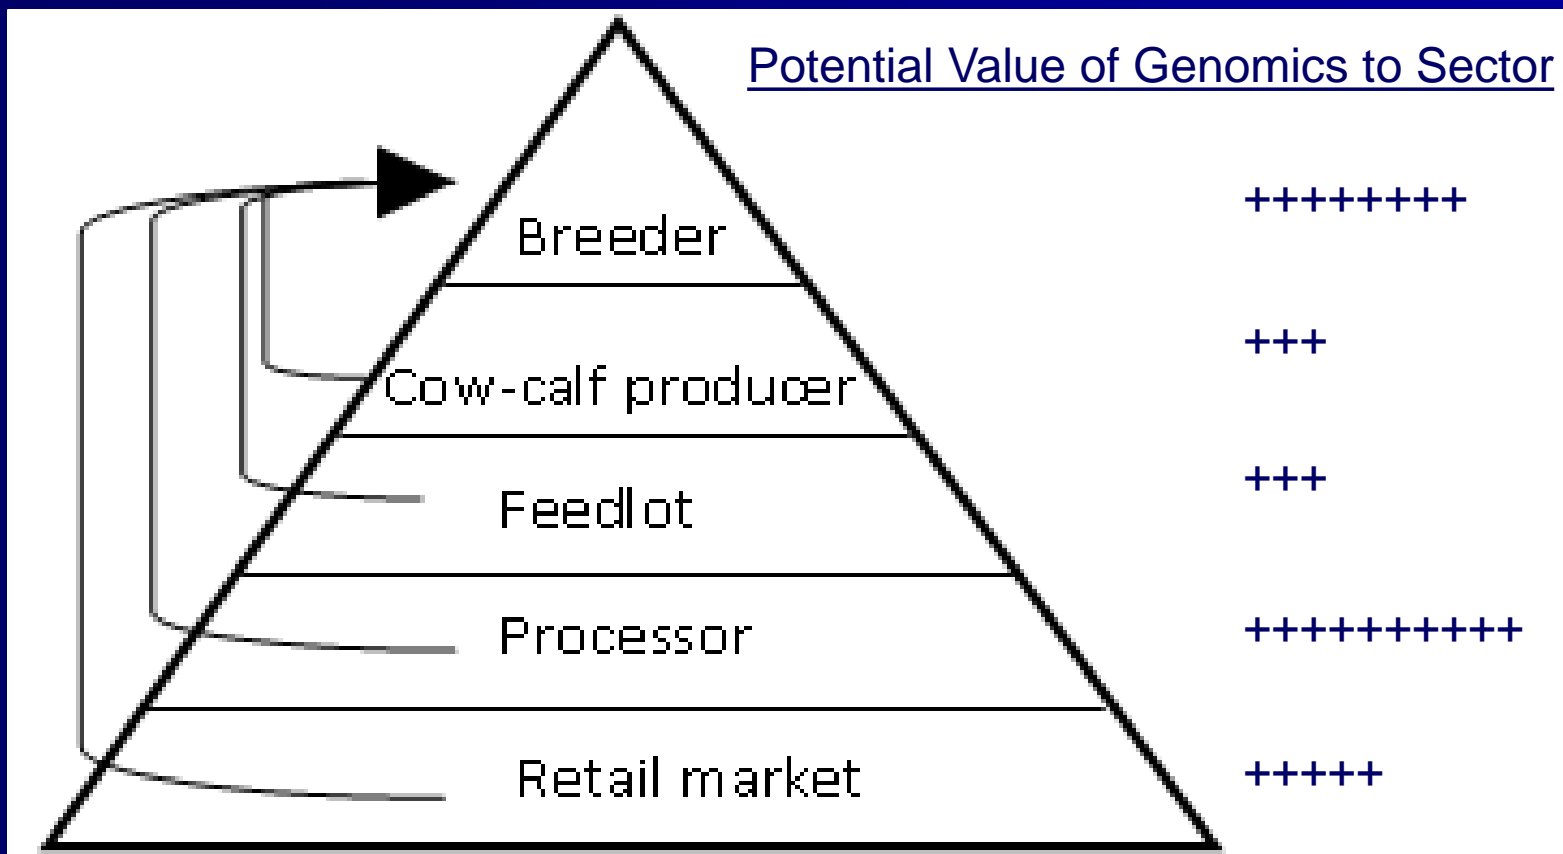 Potential Value of Genomics to Sector
++++++++
Breeder
+++
Cow-calf producer
+++
Feedlot
++++++++++
Processor
+++++
Retail market